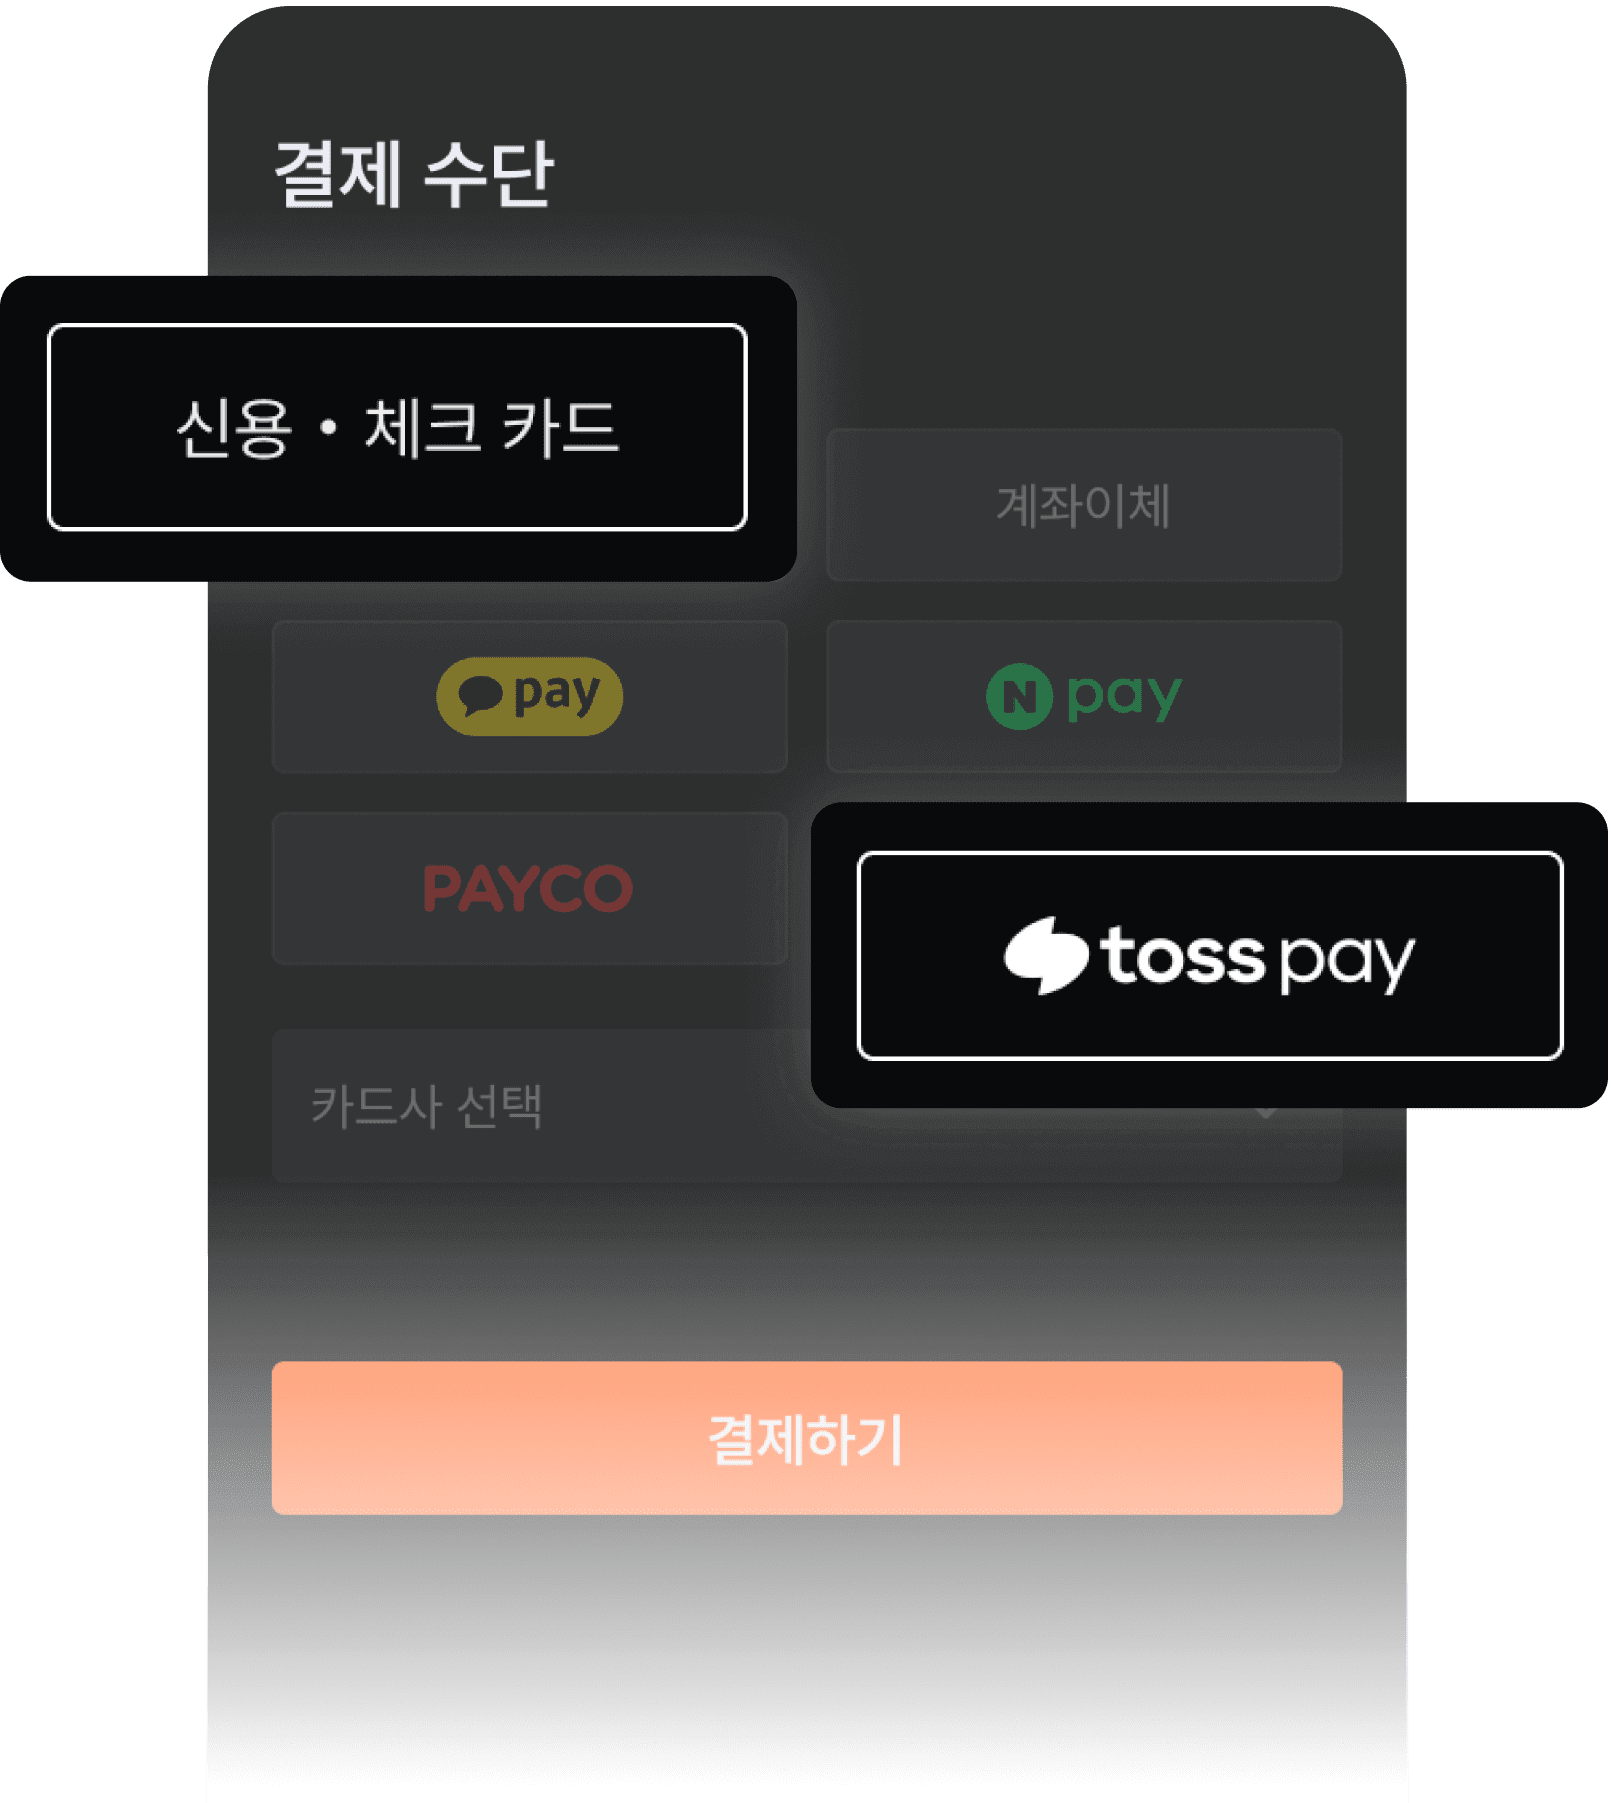 결제 수단
신용 • 체크 카드
계좌이체
pay
N pay
PAYCO
toss pay
카드사 선택
결제하기